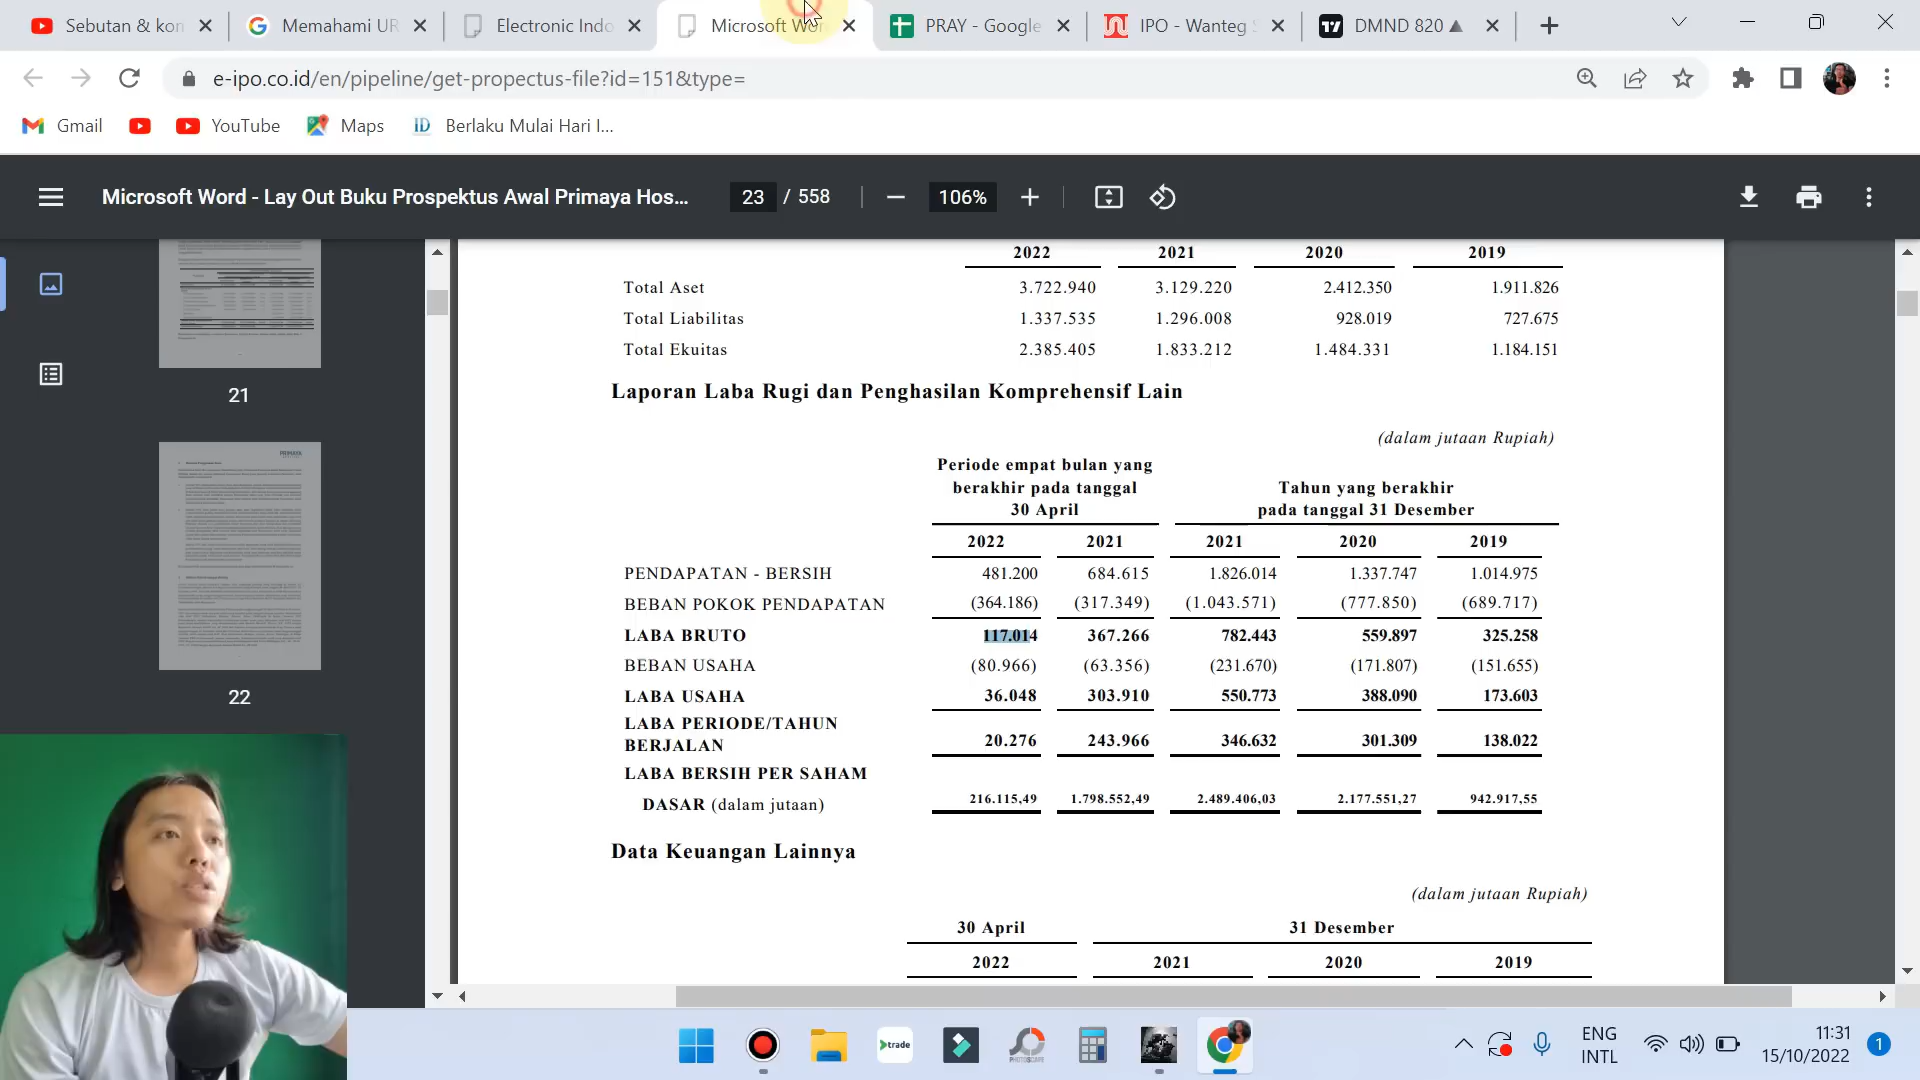 Sebutan & kon
Memahami UR
Electronic Indo
Microsoft Wor
PRAY - Google
IPO - Wanteg S
DMND 820 ▲
e-ipo.co.id/en/pipeline/get-propectus-file?id=151&type=
Gmail
YouTube
Maps
ID Berlaku Mulai Hari I...
Microsoft Word - Lay Out Buku Prospektus Awal Primaya Hos...
23 / 558
106%
21
PRIMAYA
22
2022 2021 2020 2019
Total Aset 3.722.940 3.129.220 2.412.350 1.911.826
Total Liabilitas 1.337.535 1.296.008 928.019 727.675
Total Ekuitas 2.385.405 1.833.212 1.484.331 1.184.151
Laporan Laba Rugi dan Penghasilan Komprehensif Lain
(dalam jutaan Rupiah)
Periode empat bulan yang
berakhir pada tanggal
30 April
Tahun yang berakhir
pada tanggal 31 Desember
2022 2021 2021 2020 2019
PENDAPATAN - BERSIH 481.200 684.615 1.826.014 1.337.747 1.014.975
BEBAN POKOK PENDAPATAN (364.186) (317.349) (1.043.571) (777.850) (689.717)
LABA BRUTO 117.014 367.266 782.443 559.897 325.258
BEBAN USAHA (80.966) (63.356) (231.670) (171.807) (151.655)
LABA USAHA 36.048 303.910 550.773 388.090 173.603
LABA PERIODE/TAHUN
BERJALAN 20.276 243.966 346.632 301.309 138.022
LABA BERSIH PER SAHAM
DASAR (dalam jutaan) 216.115,49 1.798.552,49 2.489.406,03 2.177.551,27 942.917,55
Data Keuangan Lainnya
(dalam jutaan Rupiah)
30 April 31 Desember
2022 2021 2020 2019
trade
PHOTOSCAPE
ENG
INTL
11:31
15/10/2022
1